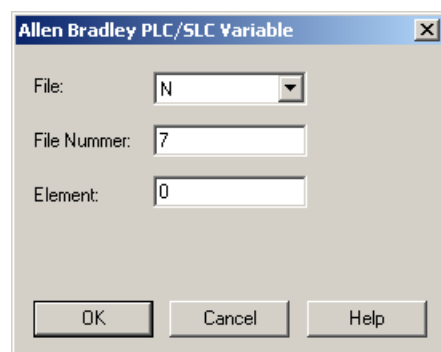 Allen Bradley PLC/SLC Variable
File: N
File Nummer: 7
Element: 0
OK Cancel Help